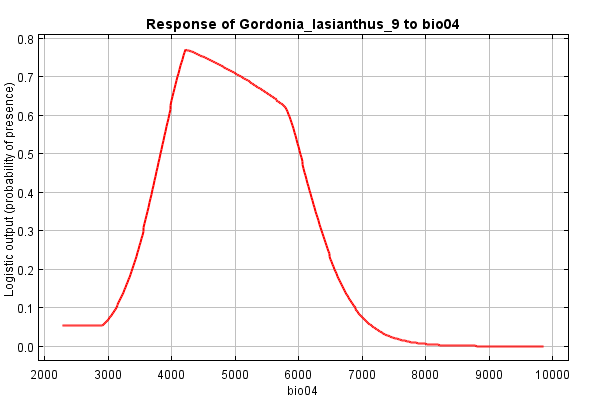 Response of Gordonia_lasianthus_9 to bio04
Logistic output (probability of presence)
0.8
0.7
0.6
0.5
0.4
0.3
0.2
0.1
0.0
2000 3000 4000 5000 6000 7000 8000 9000 10000
bio04